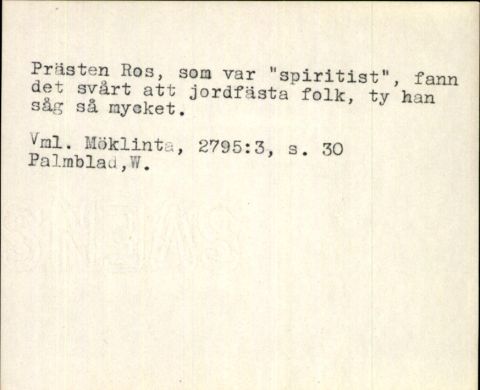 Prästen Ros, som var "spiritist", fann
det svårt att jordfästa folk, ty han
såg så mycket.
Vml. Möklinta, 2795:3, s. 30
Palmblad,W.